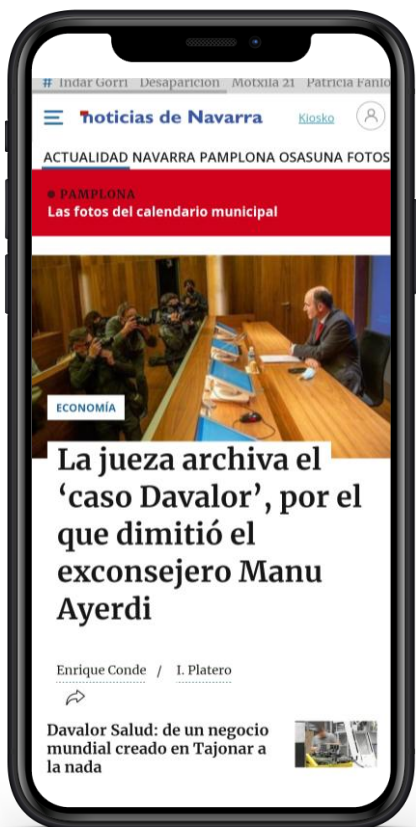 # Indar Gorri Desaparición Motxila 21 Patricia
noticias de Navarra Kiosko
ACTUALIDAD NAVARRA PAMPLONA OSASUNA FOTOS
PAMPLONA
Las fotos del calendario municipal
ECONOMÍA
La jueza archiva el
‘caso Davalor’, por el
que dimitió el
exconsejero Manu
Ayerdi
Enrique Conde / I. Platero
Davalor Salud: de un negocio
mundial creado en Tajonar a
la nada